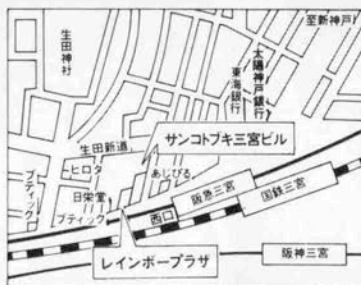 至新神戸
生田神社
太陽神戸銀行
東海銀行
サンコトブキ三宮ビル
生田新道
ヒロタ
あじびる
ブティック
日栄堂
ブティック
西口
阪急三宮
国鉄三宮
レインボープラザ
阪神三宮